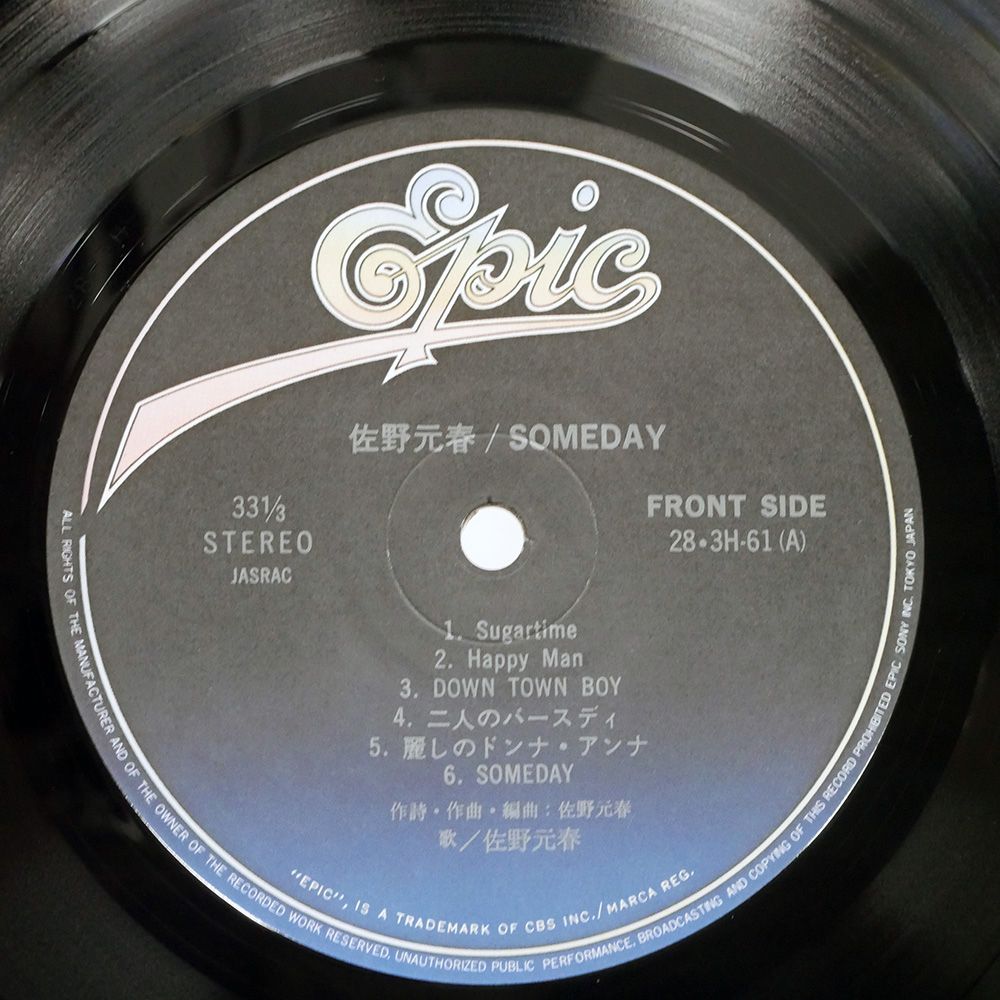 Epic
佐野元春 / SOMEDAY
33 1/3
STEREO
JASRAC
FRONT SIDE
28•3H-61 (A)
1. Sugartime
2. Happy Man
3. DOWN TOWN BOY
4. 二人のバースディ
5. 麗しのドンナ・アンナ
6. SOMEDAY
作詩・作曲・編曲：佐野元春
歌／佐野元春
"EPIC", IS A TRADEMARK OF CBS INC./MARCA REG.
ALL RIGHTS OF THE MANUFACTURER AND OF THE OWNER OF THE RECORDED WORK RESERVED, UNAUTHORIZED PUBLIC PERFORMANCE, BROADCASTING AND COPYING OF THIS RECORD PROHIBITED EPIC SONY INC. TOKYO JAPAN